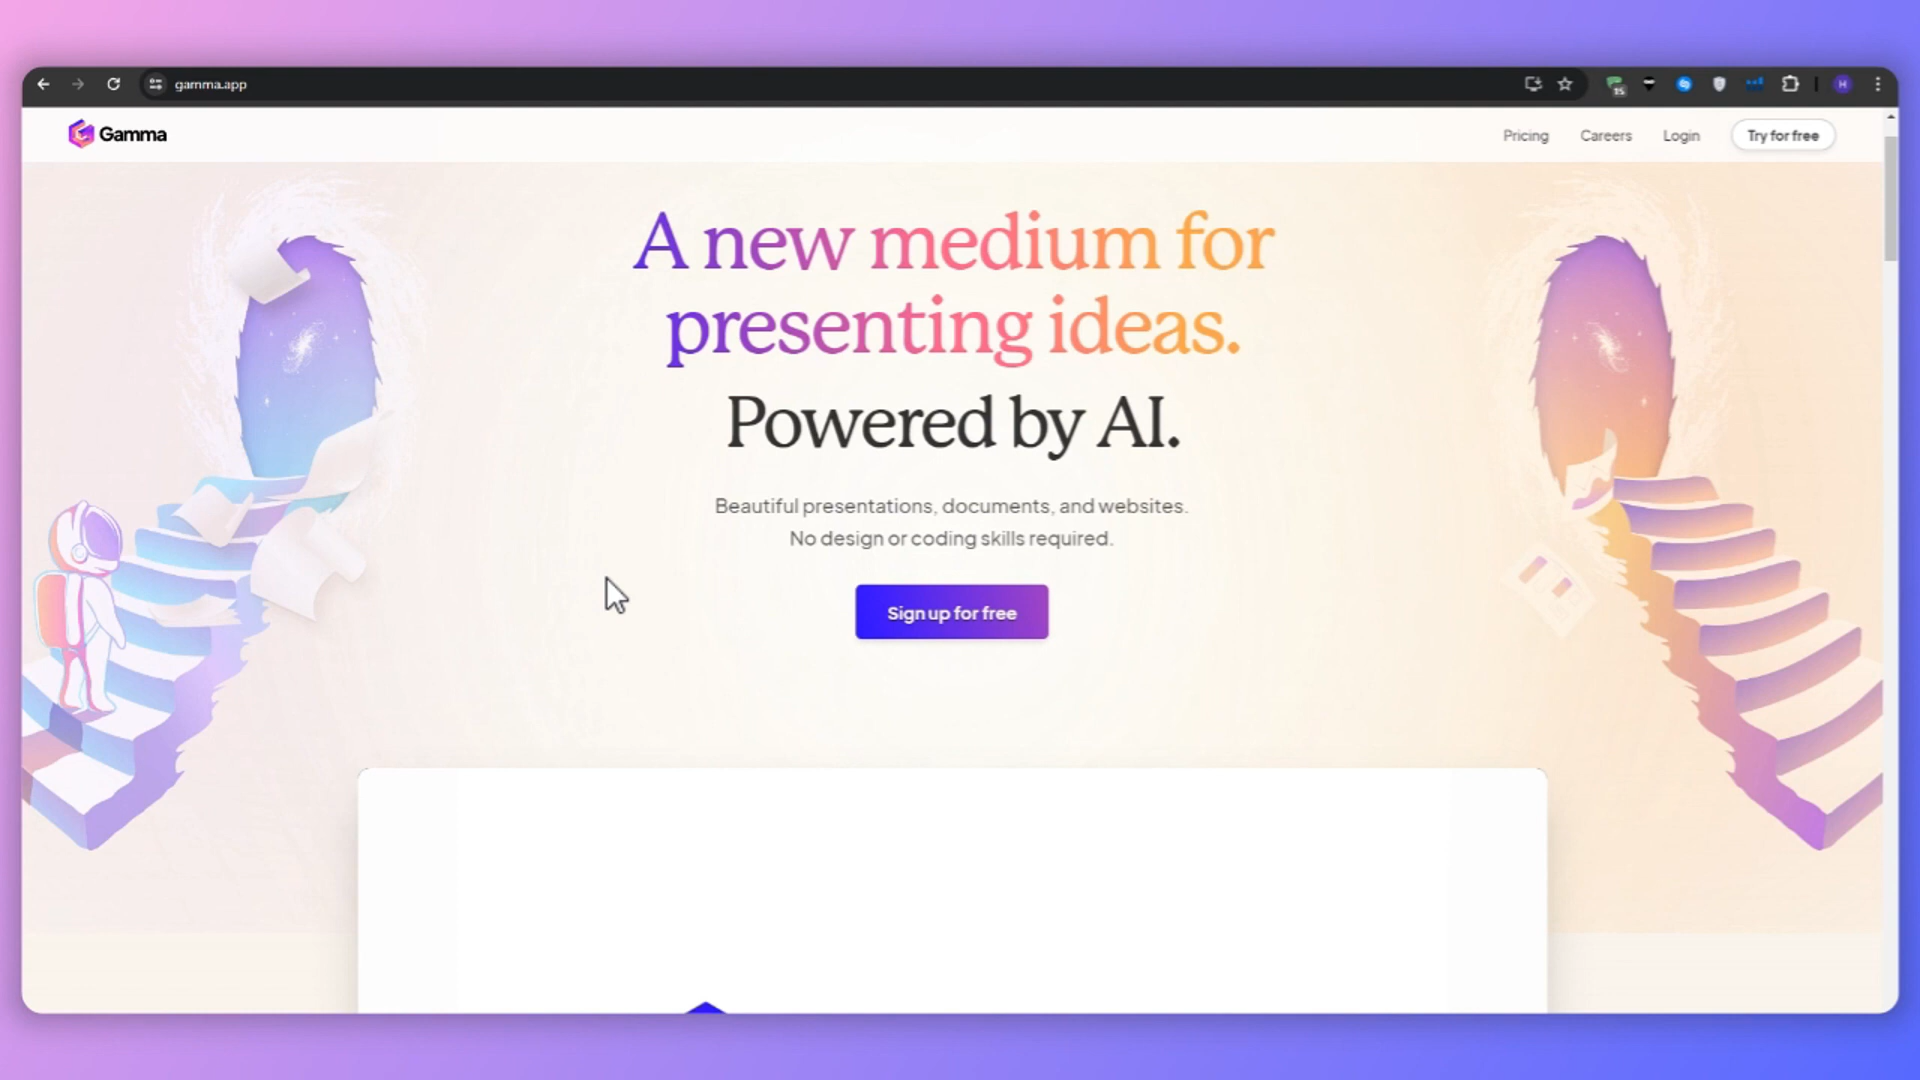 gamma.app
15
H
Gamma
Pricing
Careers
Login
Try for free
A new medium for
presenting ideas.
Powered by AI.
Beautiful presentations, documents, and websites.
No design or coding skills required.
Sign up for free